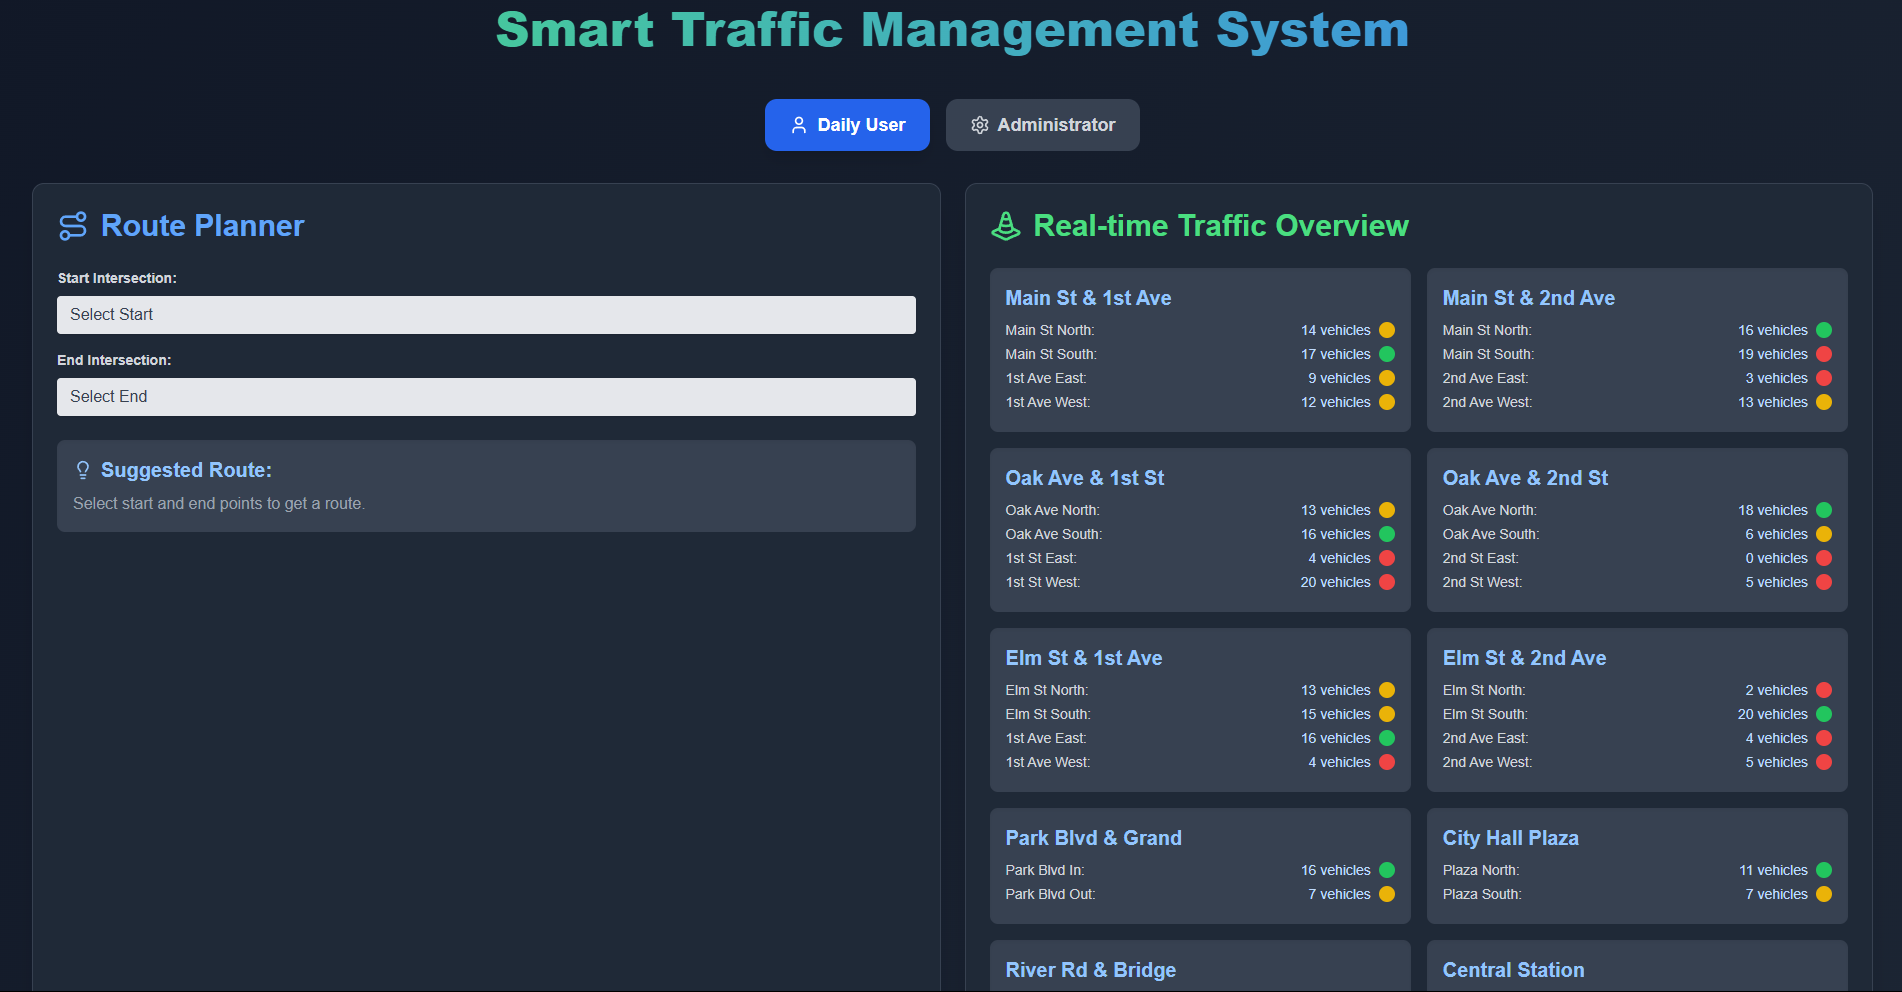 Smart Traffic Management System
Daily User
Administrator
Route Planner
Start Intersection:
Select Start
End Intersection:
Select End
Suggested Route:
Select start and end points to get a route.
Real-time Traffic Overview
Main St & 1st Ave
Main St North: 14 vehicles
Main St South: 17 vehicles
1st Ave East: 9 vehicles
1st Ave West: 12 vehicles
Main St & 2nd Ave
Main St North: 16 vehicles
Main St South: 19 vehicles
2nd Ave East: 3 vehicles
2nd Ave West: 13 vehicles
Oak Ave & 1st St
Oak Ave North: 13 vehicles
Oak Ave South: 16 vehicles
1st St East: 4 vehicles
1st St West: 20 vehicles
Oak Ave & 2nd St
Oak Ave North: 18 vehicles
Oak Ave South: 6 vehicles
2nd St East: 0 vehicles
2nd St West: 5 vehicles
Elm St & 1st Ave
Elm St North: 13 vehicles
Elm St South: 15 vehicles
1st Ave East: 16 vehicles
1st Ave West: 4 vehicles
Elm St & 2nd Ave
Elm St North: 2 vehicles
Elm St South: 20 vehicles
2nd Ave East: 4 vehicles
2nd Ave West: 5 vehicles
Park Blvd & Grand
Park Blvd In: 16 vehicles
Park Blvd Out: 7 vehicles
City Hall Plaza
Plaza North: 11 vehicles
Plaza South: 7 vehicles
River Rd & Bridge
Central Station